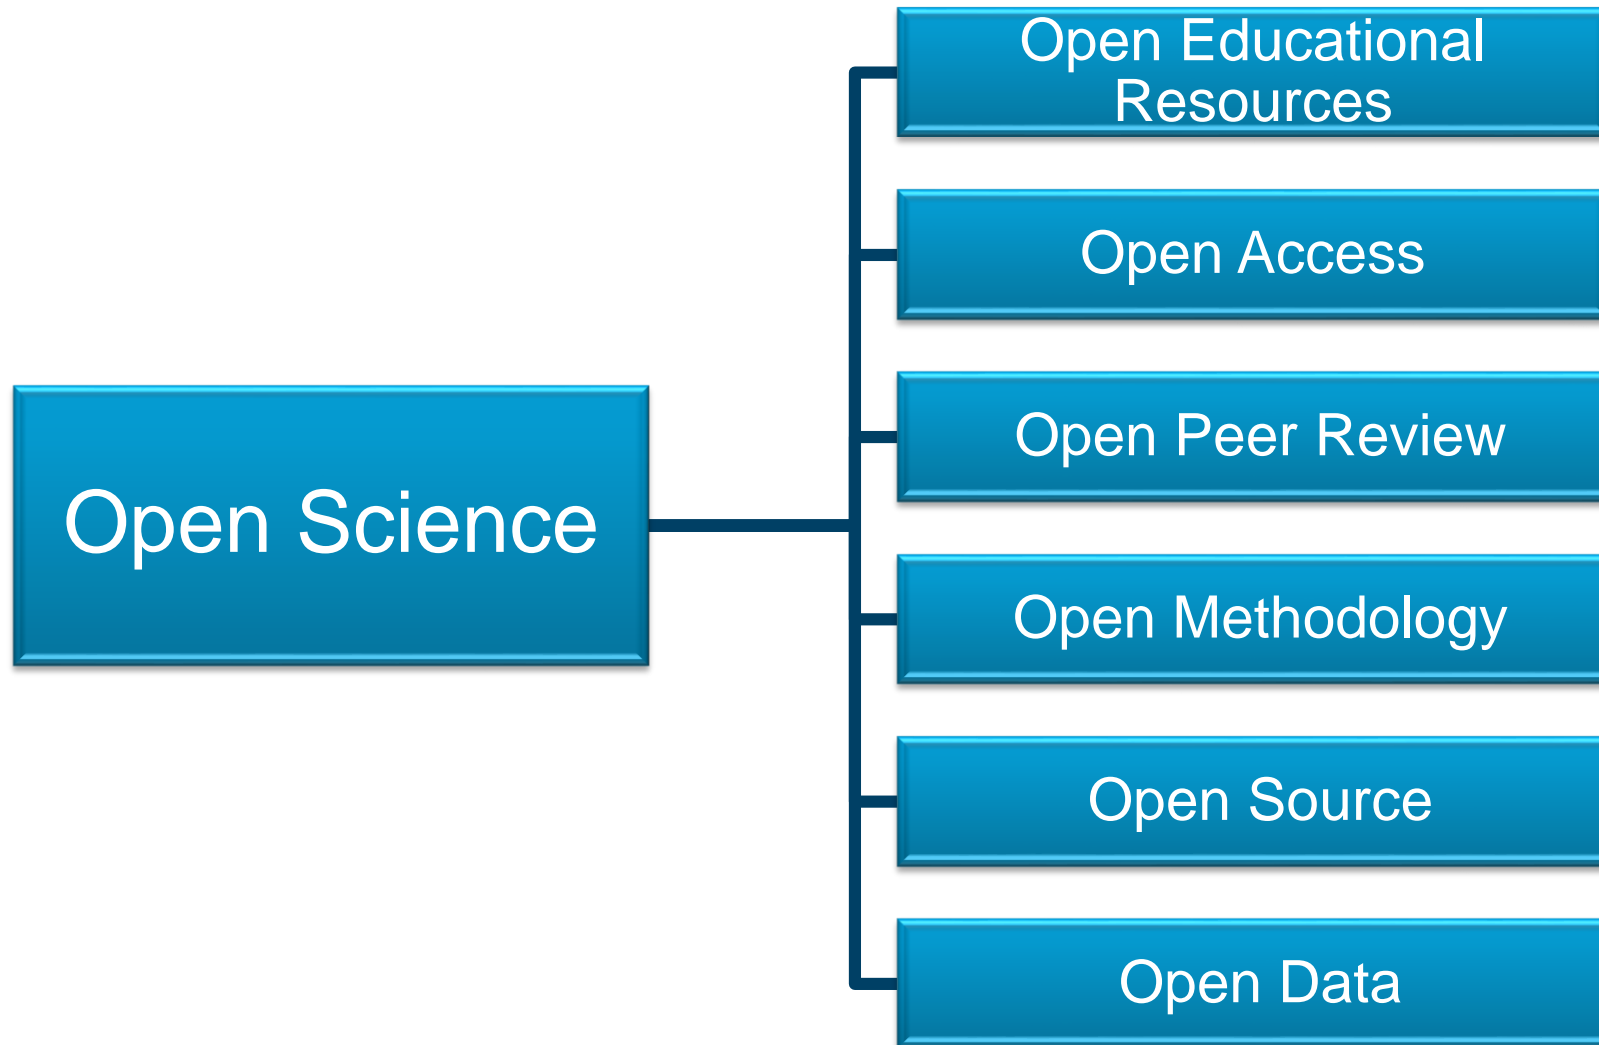 Open Educational
Resources
Open Access
Open Peer Review
Open Science
Open Methodology
Open Source
Open Data